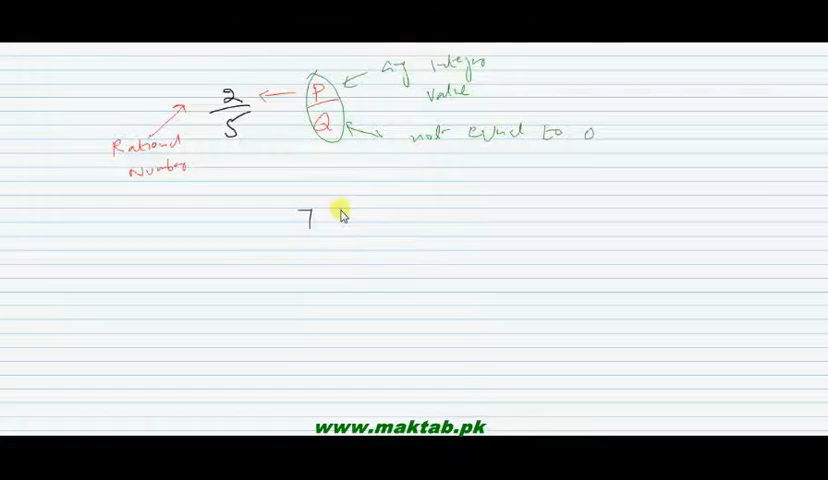 any integer
value
2 P
5 Q
not equal to 0
Rational
Number
7
www.maktab.pk